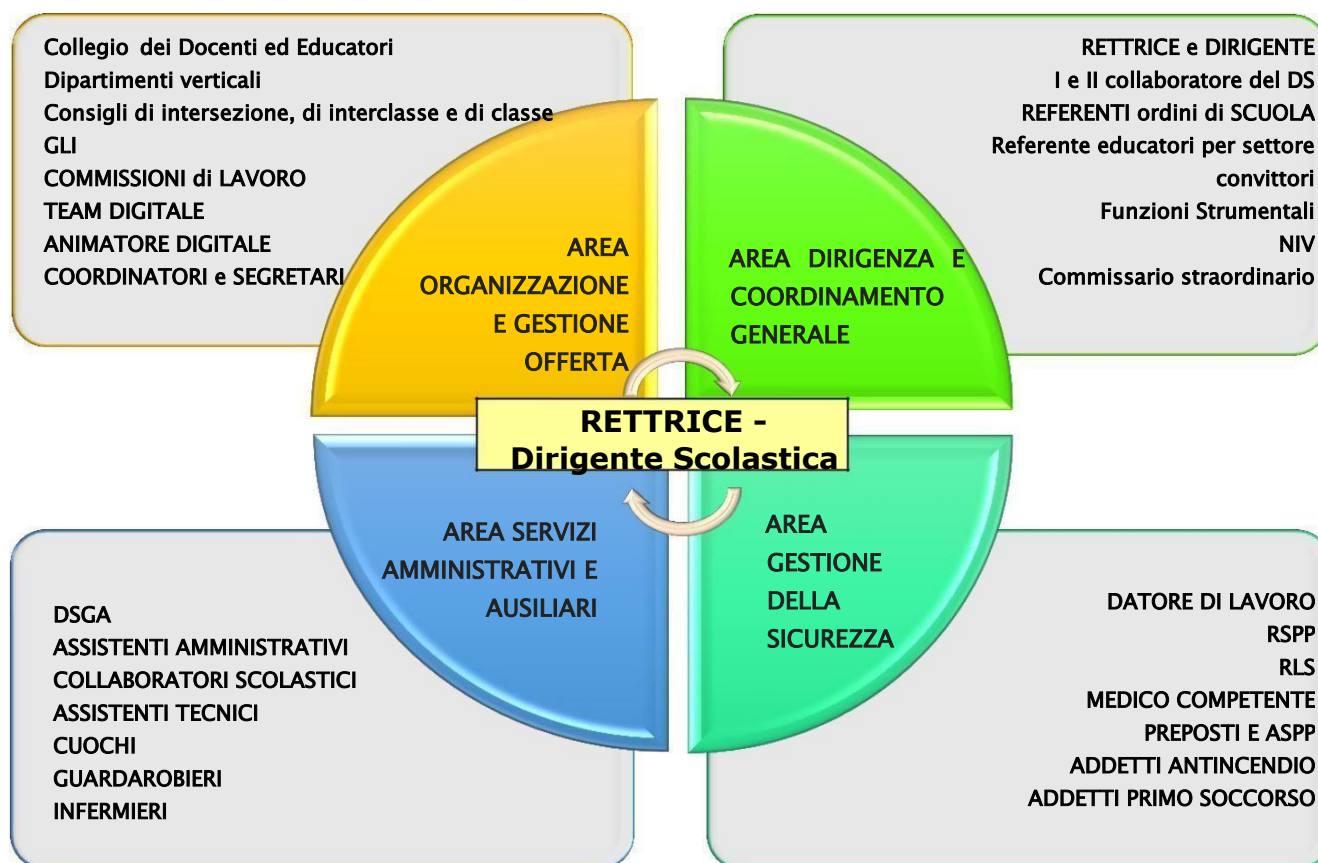 Collegio dei Docenti ed Educatori
Dipartimenti verticali
Consigli di intersezione, di interclasse e di classe
GLI
COMMISSIONI di LAVORO
TEAM DIGITALE
ANIMATORE DIGITALE
COORDINATORI e SEGRETARI
RETTRICE e DIRIGENTE
I e II collaboratore del DS
REFERENTI ordini di SCUOLA
Referente educatori per settore
convittori
Funzioni Strumentali
NIV
Commissario straordinario
AREA
ORGANIZZAZIONE
E GESTIONE
OFFERTA
AREA DIRIGENZA E
COORDINAMENTO
GENERALE
RETTRICE -
Dirigente Scolastica
AREA SERVIZI
AMMINISTRATIVI E
AUSILIARI
AREA
GESTIONE
DELLA
SICUREZZA
DSGA
ASSISTENTI AMMINISTRATIVI
COLLABORATORI SCOLASTICI
ASSISTENTI TECNICI
CUOCHI
GUARDAROBIERI
INFERMIERI
DATORE DI LAVORO
RSPP
RLS
MEDICO COMPETENTE
PREPOSTI E ASPP
ADDETTI ANTINCENDIO
ADDETTI PRIMO SOCCORSO